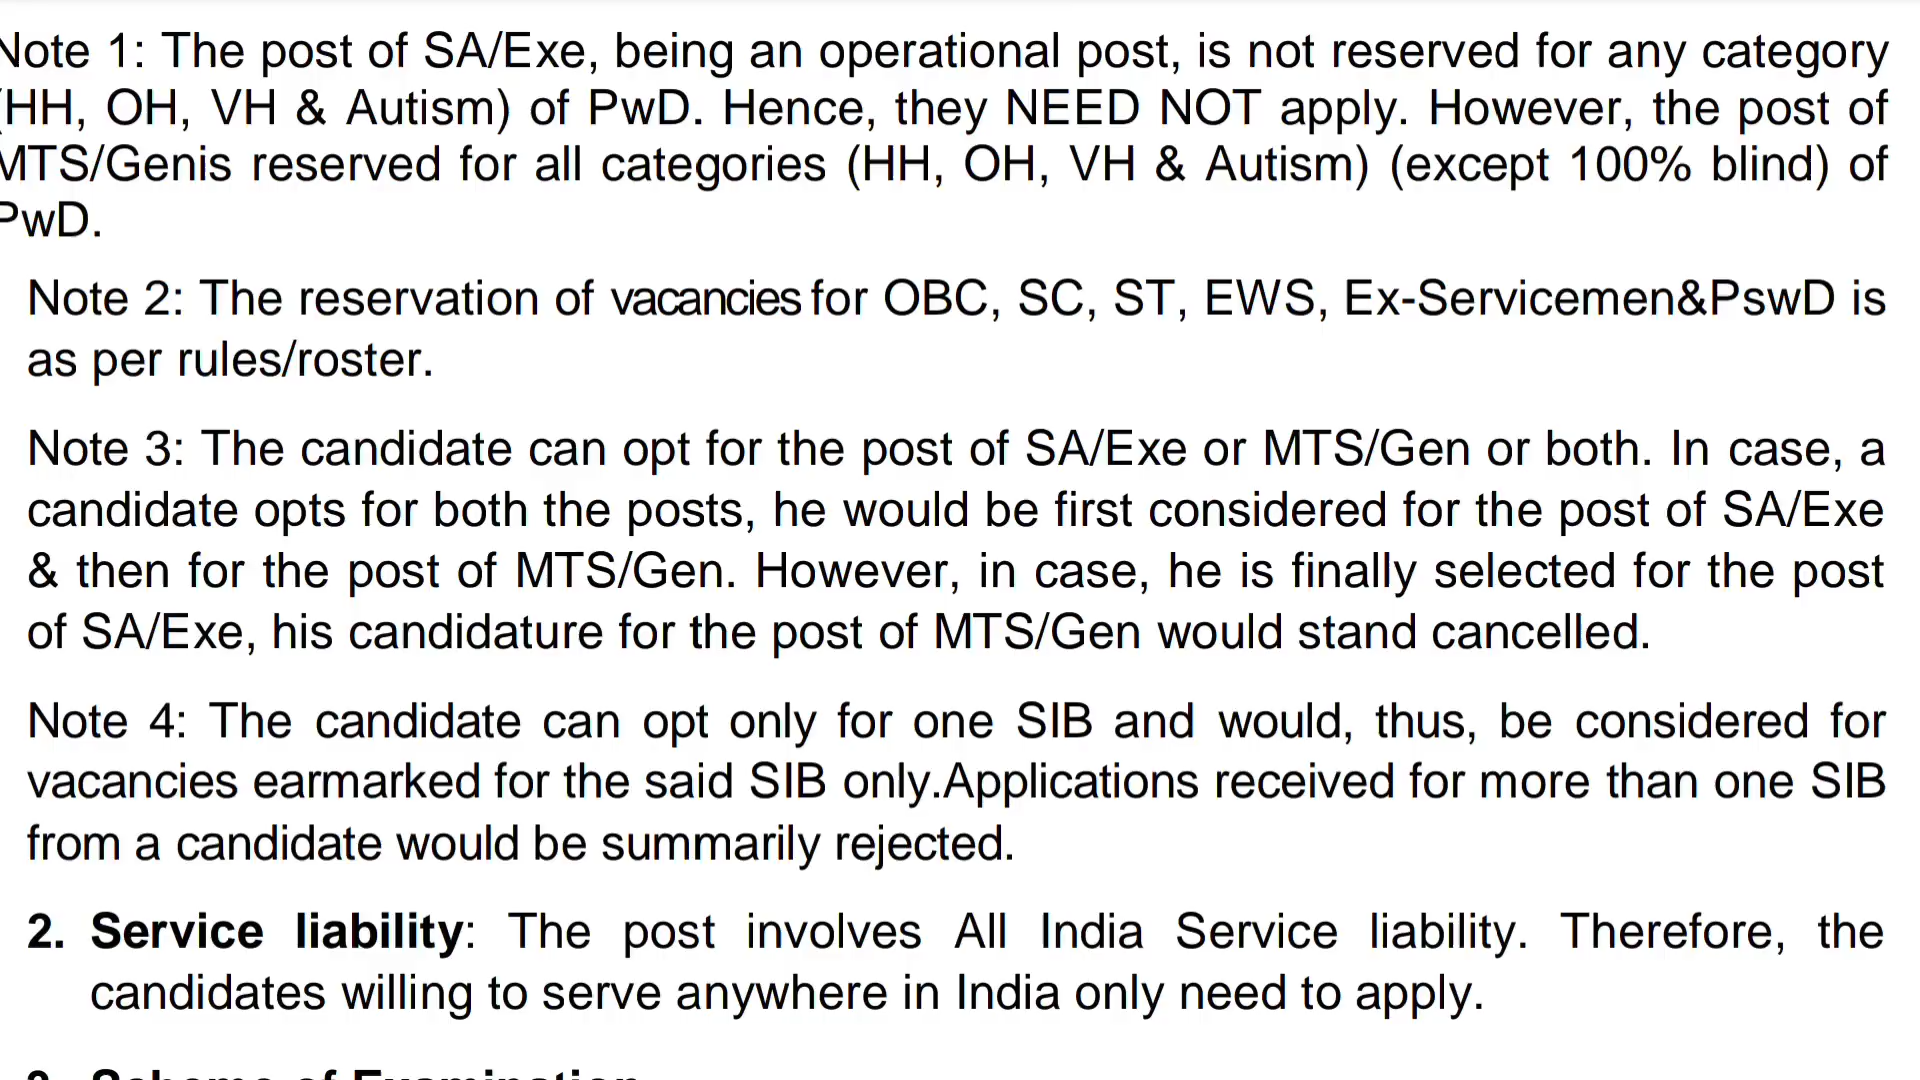 Note 1: The post of SA/Exe, being an operational post, is not reserved for any category
(HH, OH, VH & Autism) of PwD. Hence, they NEED NOT apply. However, the post of
MTS/Genis reserved for all categories (HH, OH, VH & Autism) (except 100% blind) of
PwD.
Note 2: The reservation of vacancies for OBC, SC, ST, EWS, Ex-Servicemen&PswD is
as per rules/roster.
Note 3: The candidate can opt for the post of SA/Exe or MTS/Gen or both. In case, a
candidate opts for both the posts, he would be first considered for the post of SA/Exe
& then for the post of MTS/Gen. However, in case, he is finally selected for the post
of SA/Exe, his candidature for the post of MTS/Gen would stand cancelled.
Note 4: The candidate can opt only for one SIB and would, thus, be considered for
vacancies earmarked for the said SIB only.Applications received for more than one SIB
from a candidate would be summarily rejected.
2. Service liability: The post involves All India Service liability. Therefore, the
candidates willing to serve anywhere in India only need to apply.
3. Scheme of Examination